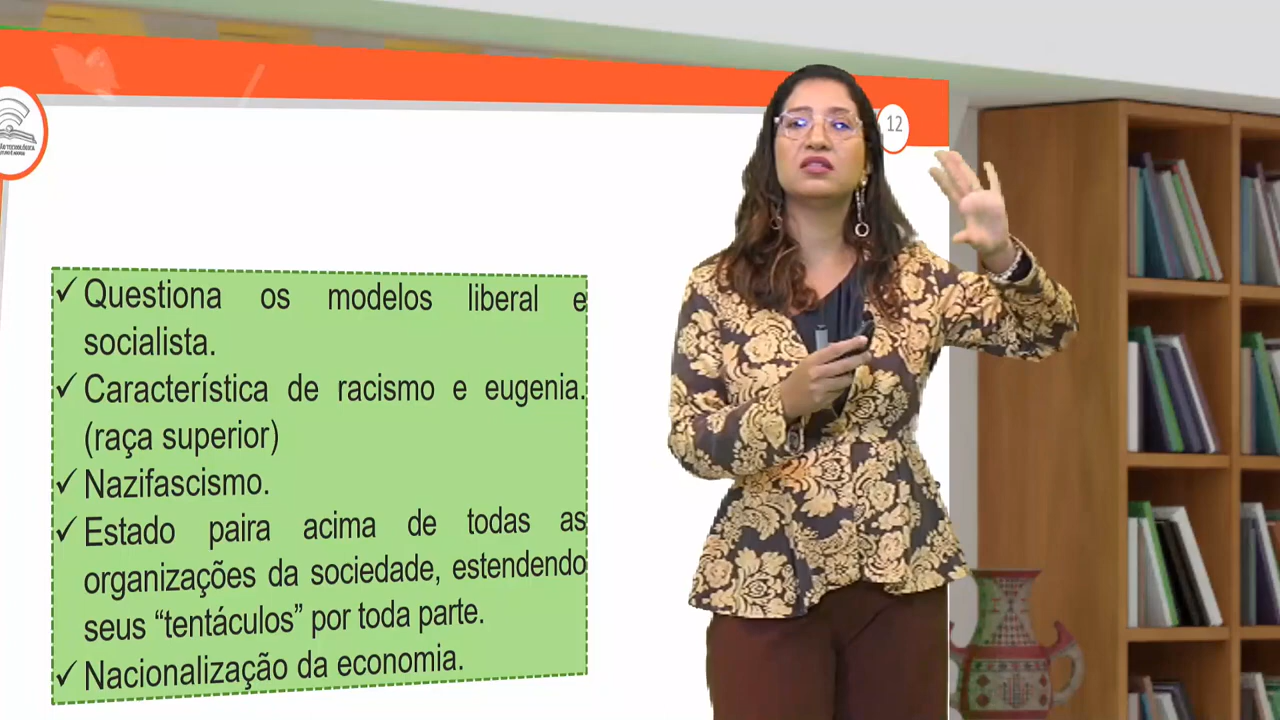 12
TECNOLÓGICA
✓ Questiona os modelos liberal e
socialista.
✓ Característica de racismo e eugenia.
(raça superior)
✓ Nazifascismo.
✓ Estado paira acima de todas as
organizações da sociedade, estendendo
seus “tentáculos” por toda parte.
✓ Nacionalização da economia.